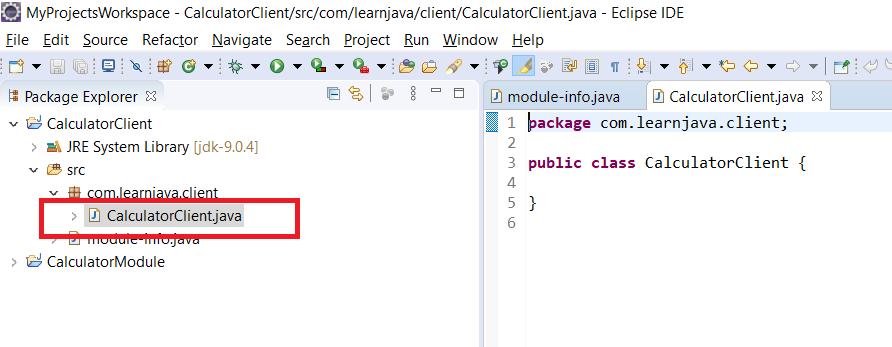 MyProjectsWorkspace - CalculatorClient/src/com/learnjava/client/CalculatorClient.java - Eclipse IDE
File Edit Source Refactor Navigate Search Project Run Window Help
Package Explorer
CalculatorClient
JRE System Library [jdk-9.0.4]
src
com.learnjava.client
CalculatorClient.java
module-info.java
CalculatorModule
module-info.java CalculatorClient.java
1 package com.learnjava.client;
2
3 public class CalculatorClient {
4
5 }
6